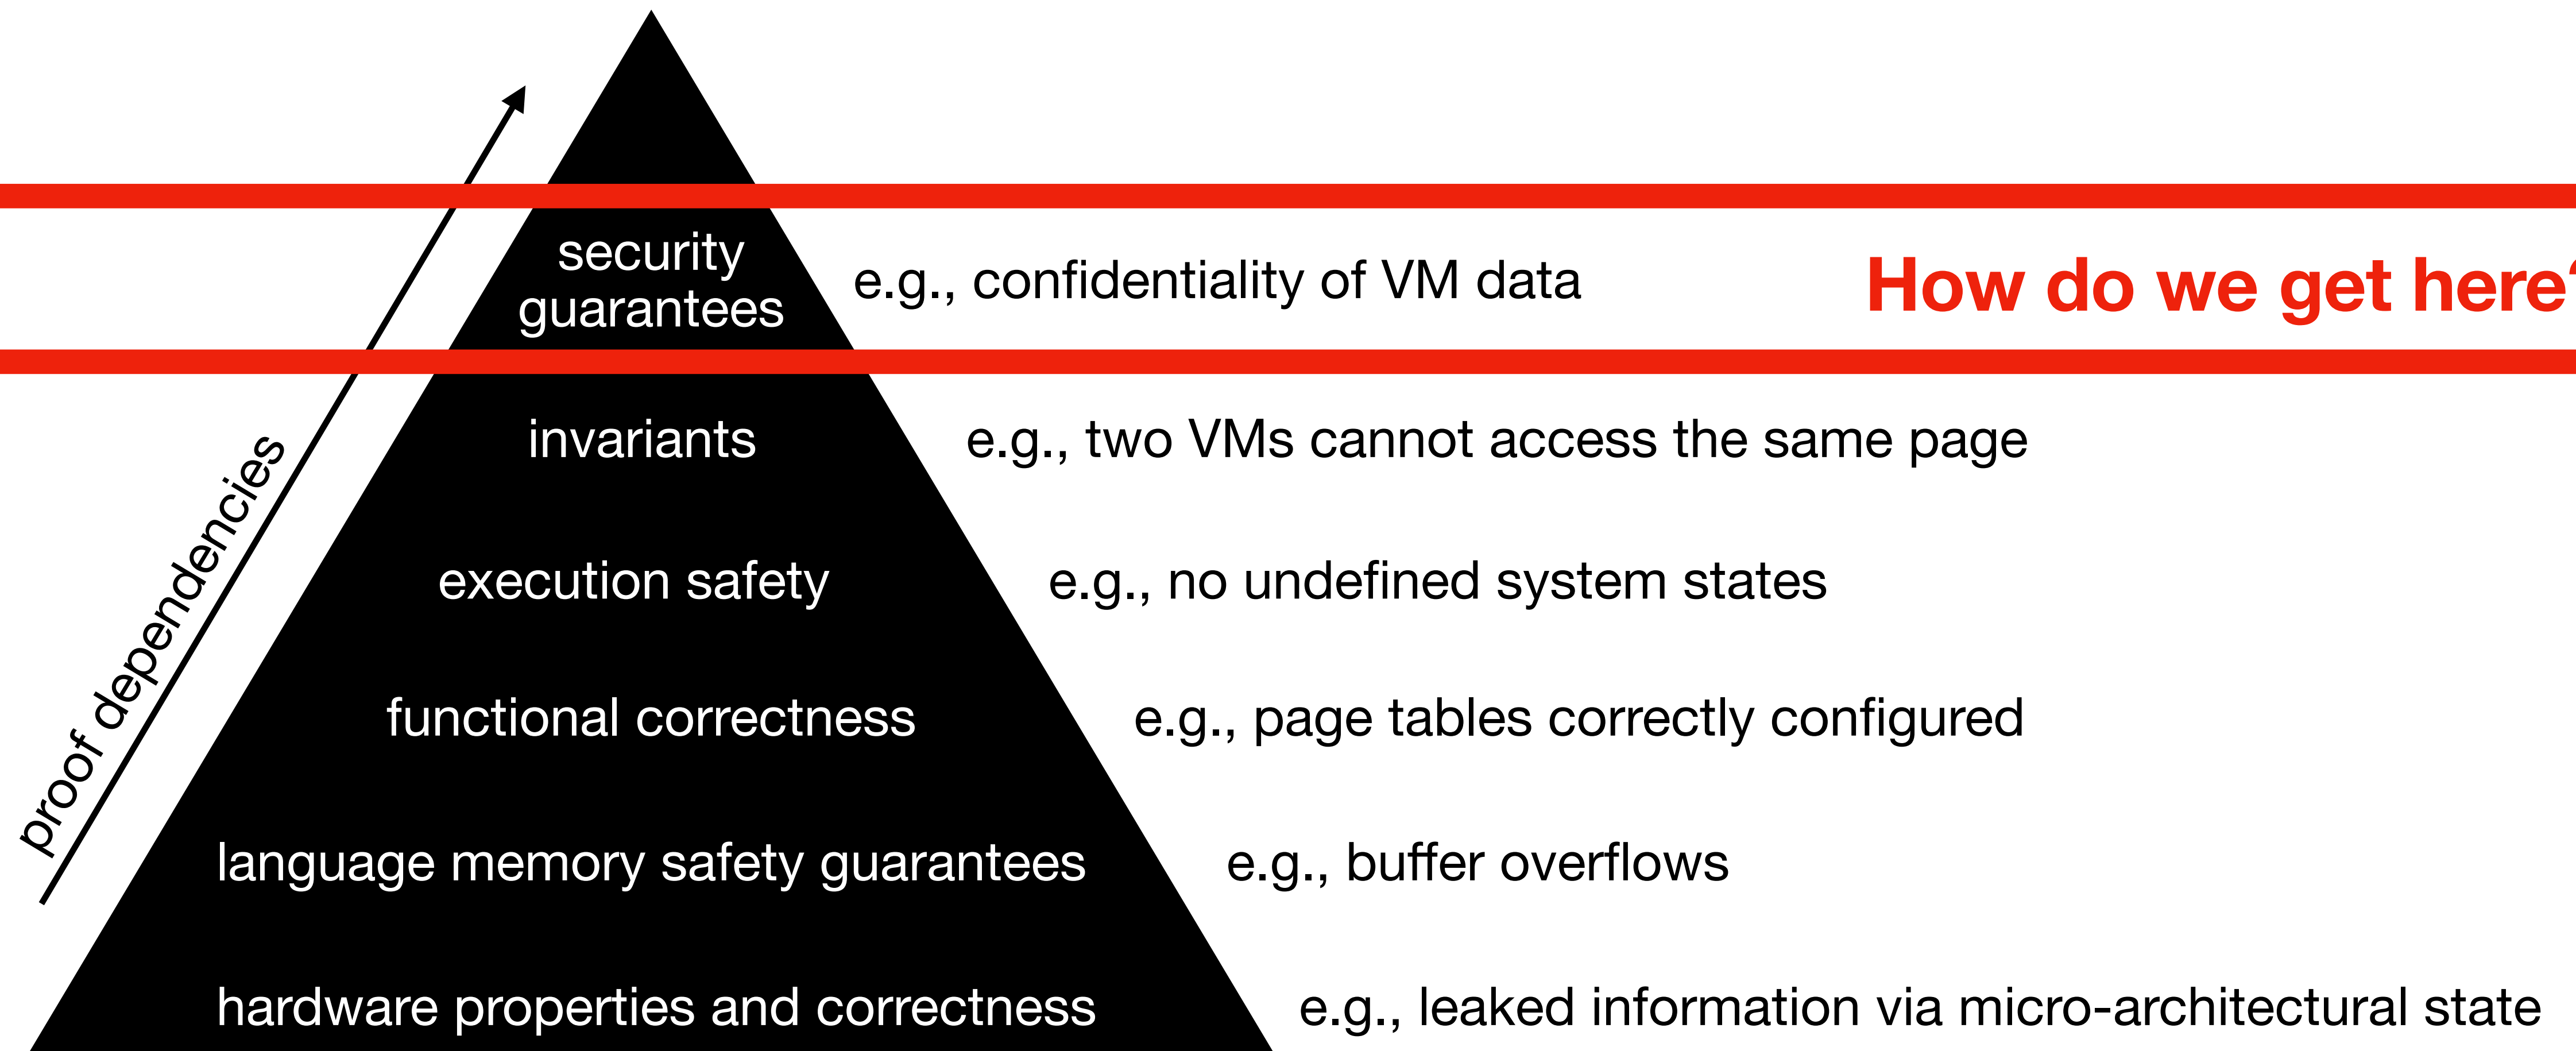 security
guarantees
e.g., confidentiality of VM data
How do we get here?
invariants
e.g., two VMs cannot access the same page
execution safety
e.g., no undefined system states
functional correctness
e.g., page tables correctly configured
language memory safety guarantees
e.g., buffer overflows
hardware properties and correctness
e.g., leaked information via micro-architectural state
proof dependencies